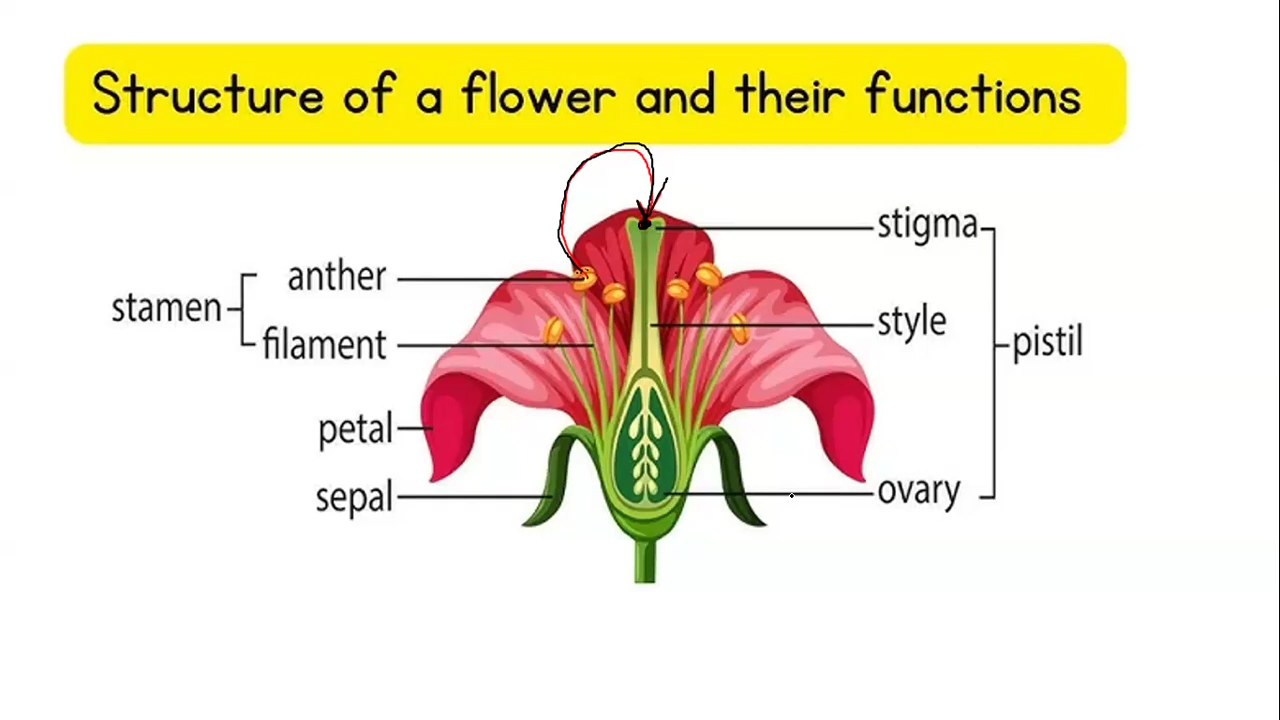 Structure of a flower and their functions
stigma
anther
stamen
style
filament
pistil
petal
sepal
ovary